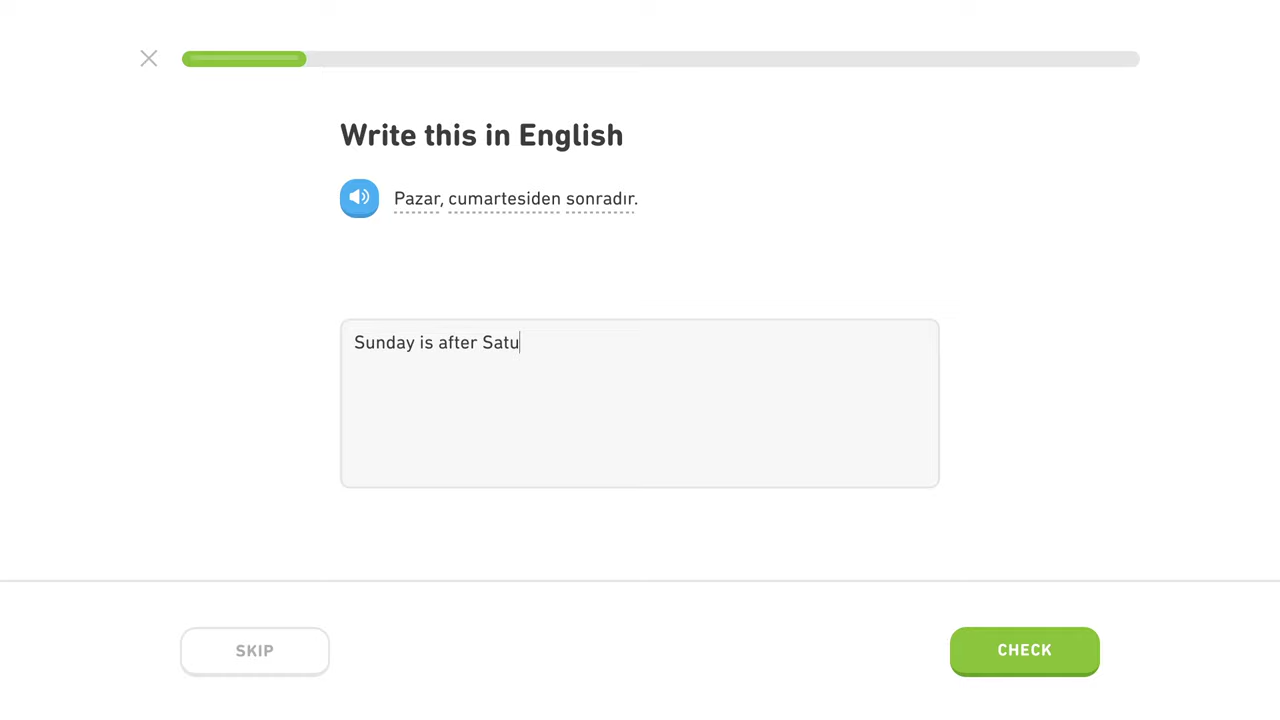 Write this in English
Pazar, cumartesiden sonradır.
Sunday is after Satu
SKIP
CHECK